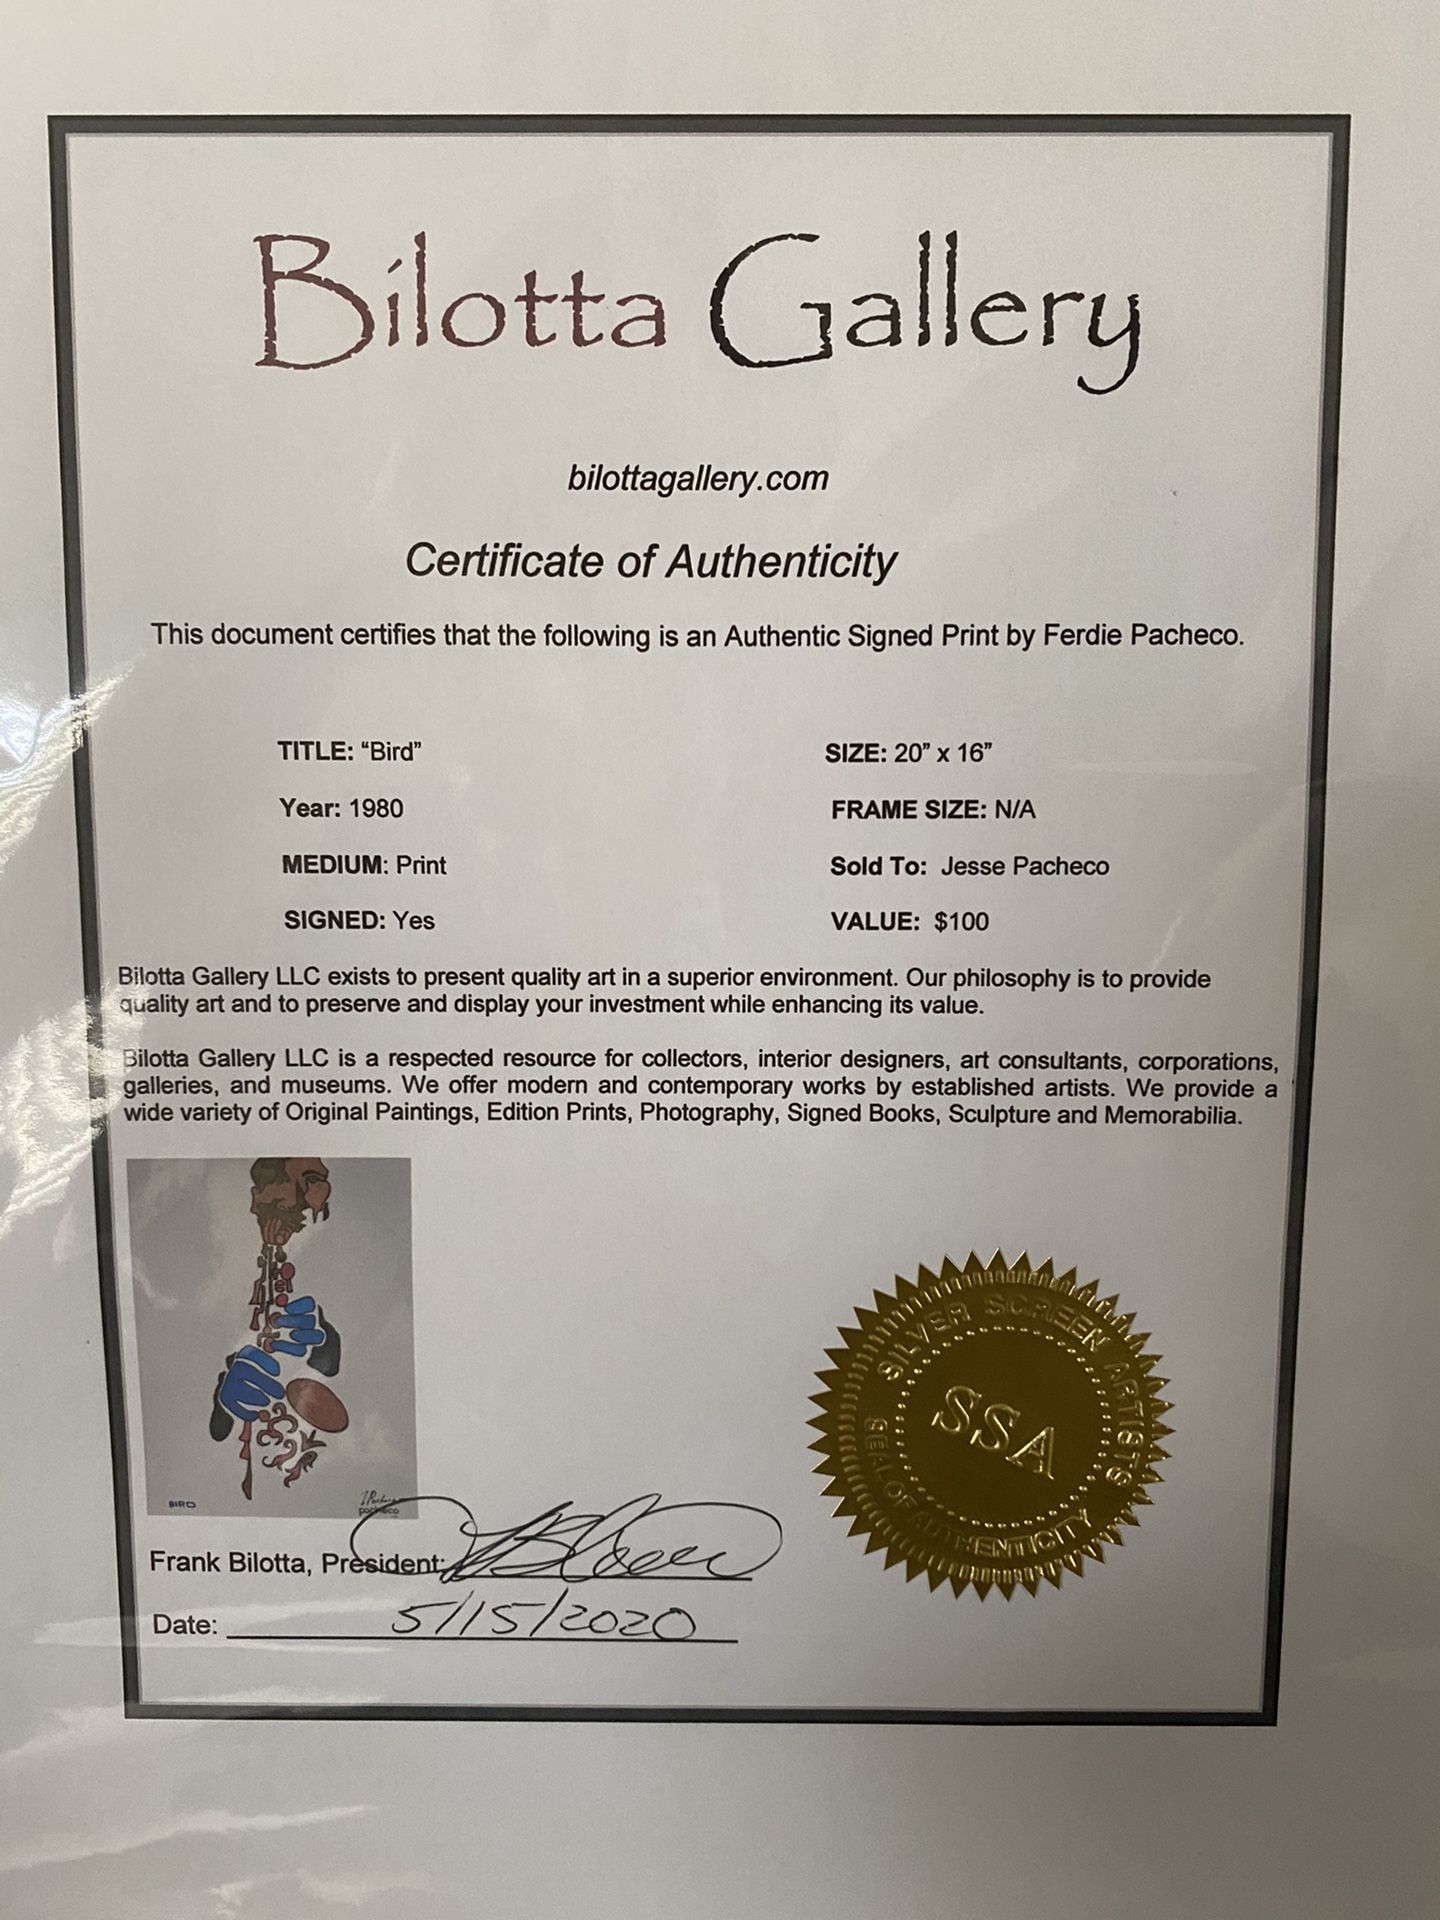 Bilotta Gallery
bilottagallery.com
Certificate of Authenticity
This document certifies that the following is an Authentic Signed Print by Ferdie Pacheco.
TITLE: “Bird”
SIZE: 20” x 16”
Year: 1980
FRAME SIZE: N/A
MEDIUM: Print
Sold To: Jesse Pacheco
SIGNED: Yes
VALUE: $100
Bilotta Gallery LLC exists to present quality art in a superior environment. Our philosophy is to provide
quality art and to preserve and display your investment while enhancing its value.
Bilotta Gallery LLC is a respected resource for collectors, interior designers, art consultants, corporations,
galleries, and museums. We offer modern and contemporary works by established artists. We provide a
wide variety of Original Paintings, Edition Prints, Photography, Signed Books, Sculpture and Memorabilia.
BIRD
pacheco
SILVER SCREEN ARTISTS
SSA
SEAL OF AUTHENTICITY
Frank Bilotta, President:
Date: 5/15/2020